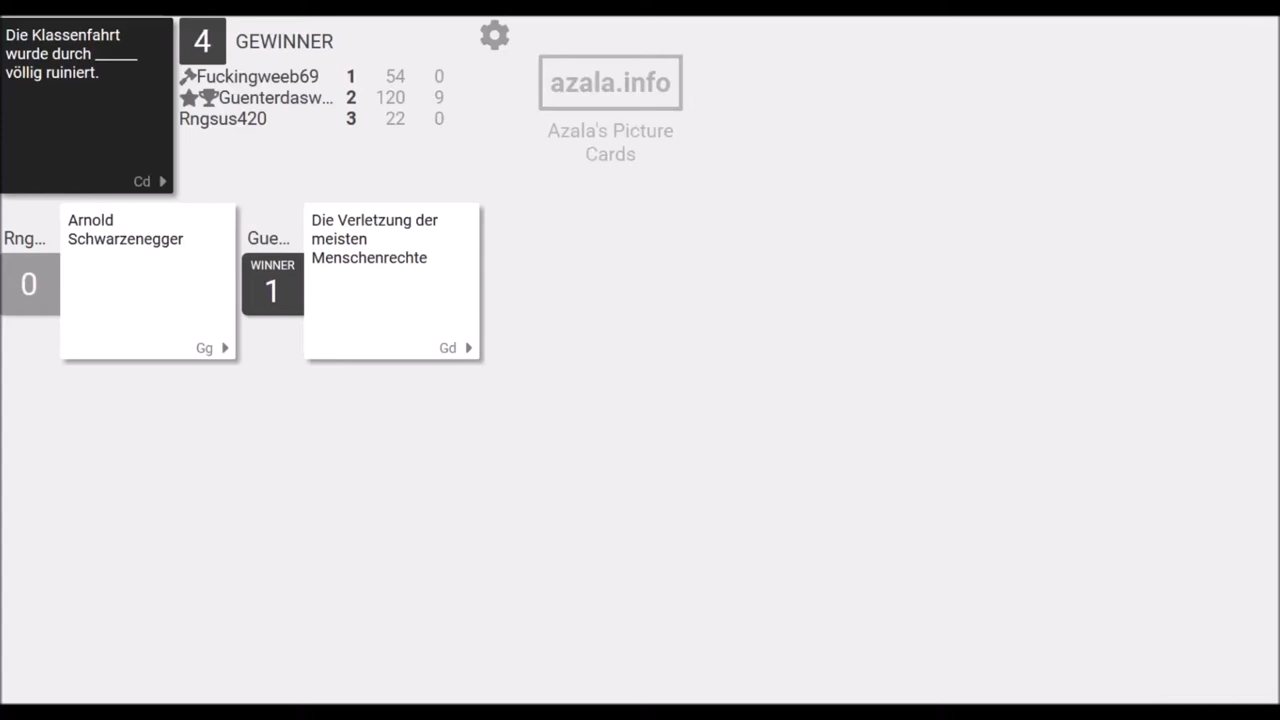 Die Klassenfahrt
wurde durch _____
völlig ruiniert.
Cd
4 GEWINNER
Fuckingweeb69 1 54 0
Guenterdasw... 2 120 9
Rngsus420 3 22 0
azala.info
Azala's Picture
Cards
Rng...
0
Arnold
Schwarzenegger
Gg
Gue...
WINNER
1
Die Verletzung der
meisten
Menschenrechte
Gd